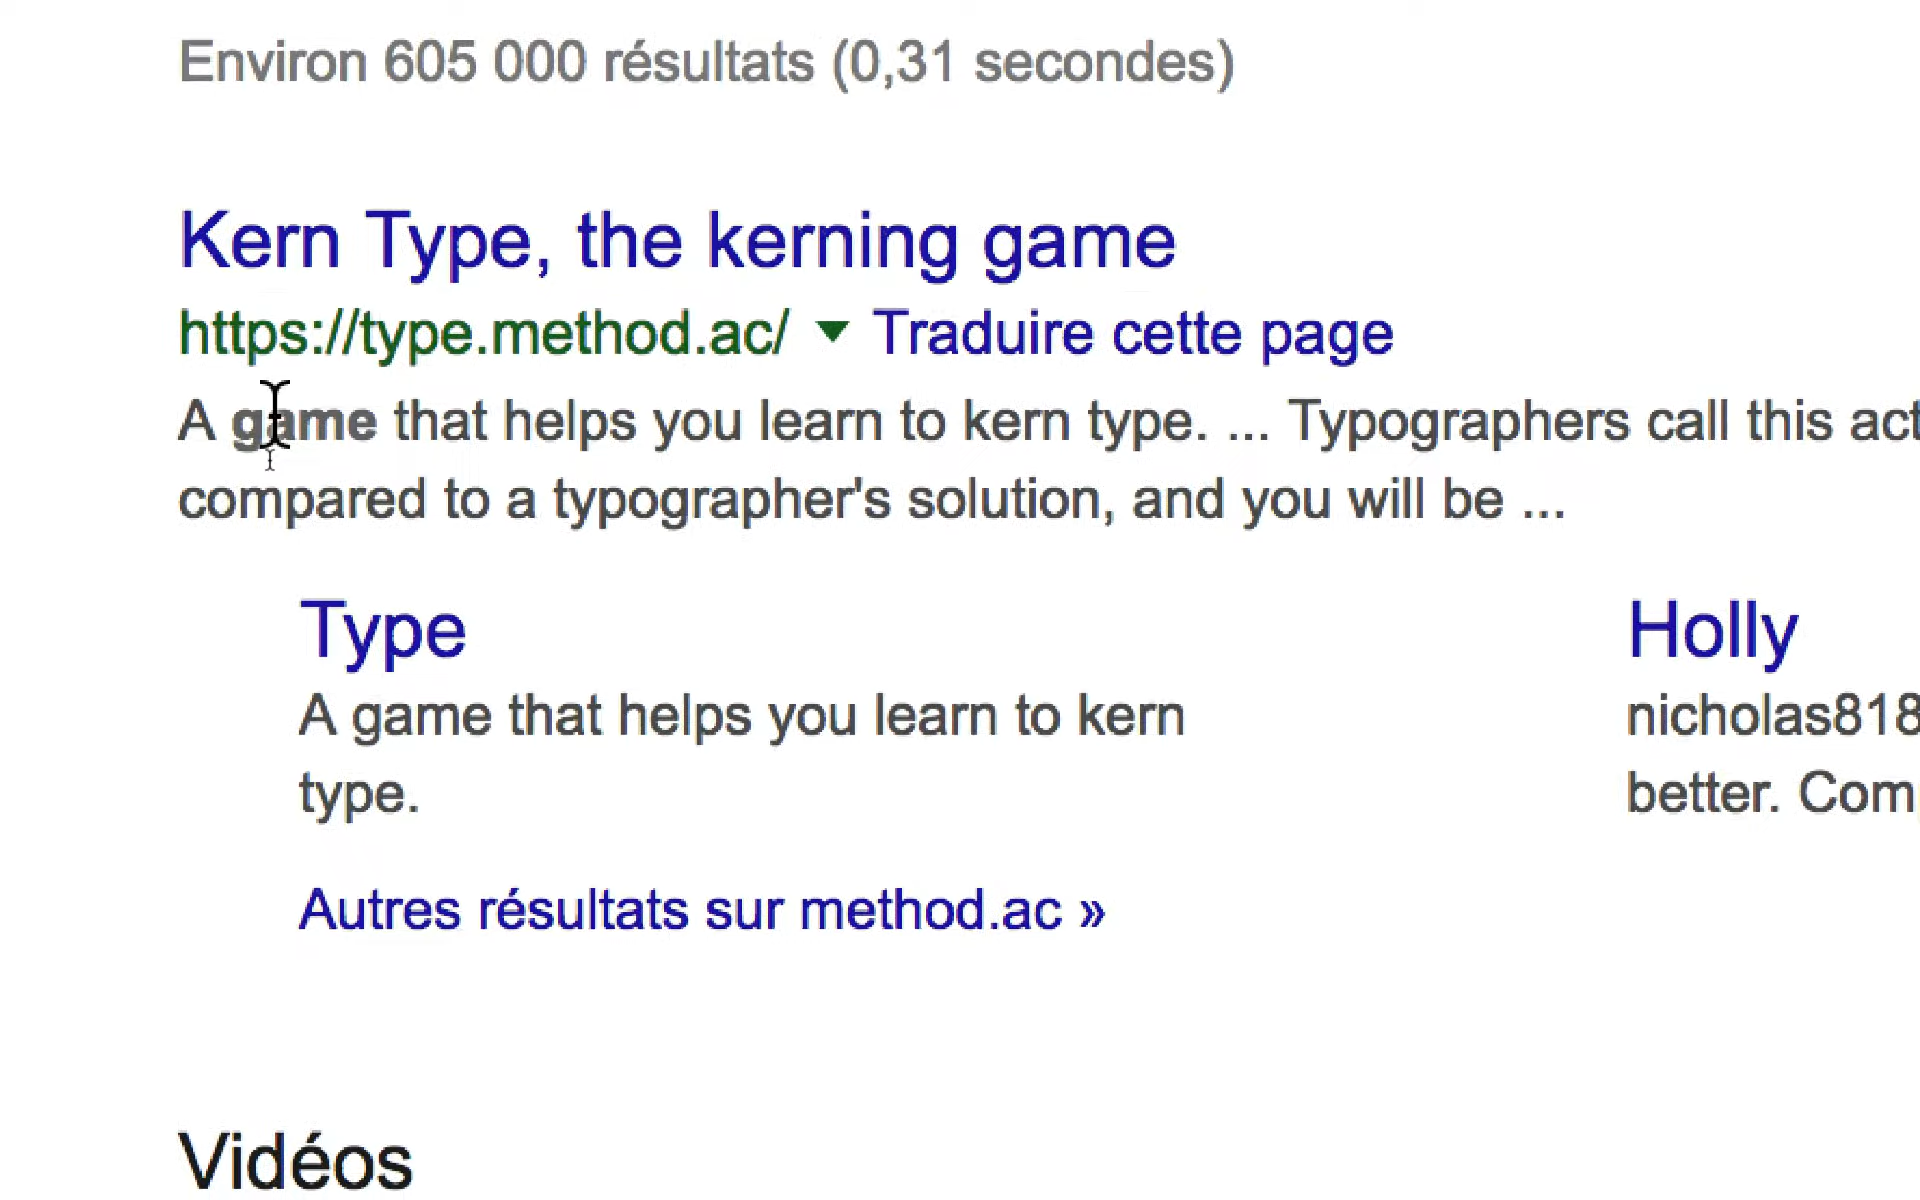 Environ 605 000 résultats (0,31 secondes)
Kern Type, the kerning game
https://type.method.ac/ ▼ Traduire cette page
A game that helps you learn to kern type. ... Typographers call this act
compared to a typographer's solution, and you will be ...
Type
A game that helps you learn to kern
type.
Autres résultats sur method.ac »
Holly
nicholas818
better. Com
Vidéos